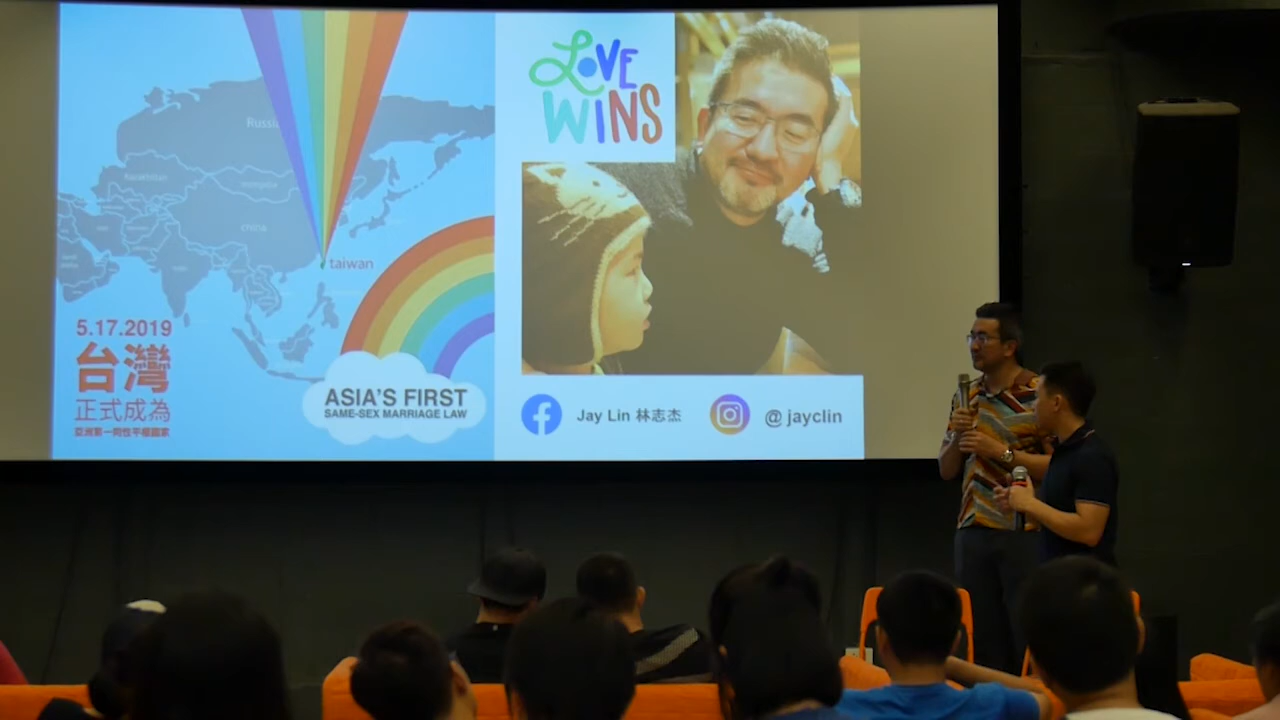 Russia
Kazakhstan
mongolia
china
india
taiwan
5.17.2019
台灣
正式成為
亞洲第一同性平權國家
ASIA'S FIRST
SAME-SEX MARRIAGE LAW
LOVE
WINS
Jay Lin 林志杰
@jayclin